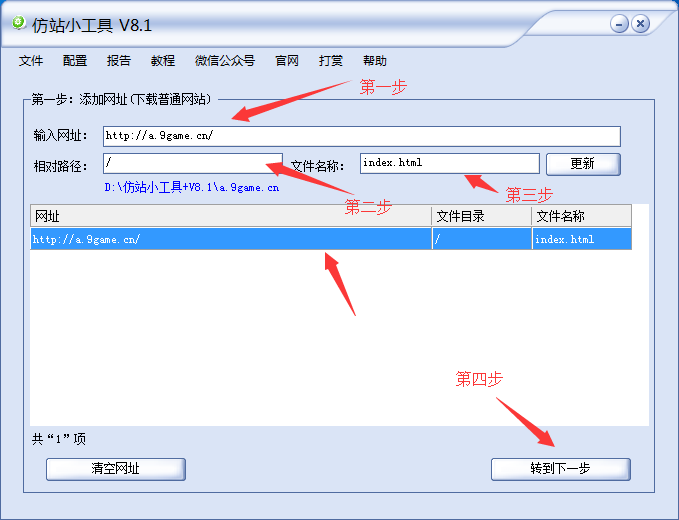 仿站小工具 V8.1
文件 配置 报告 教程 微信公众号 官网 打赏 帮助
第一步
第一步：添加网址(下载普通网站)
输入网址： http://a.9game.cn/
相对路径： / 文件名称： index.html 更新
D:\仿站小工具+V8.1\a.9game.cn
第二步 第三步
网址 文件目录 文件名称
http://a.9game.cn/ / index.html
第四步
共“1”项
清空网址 转到下一步